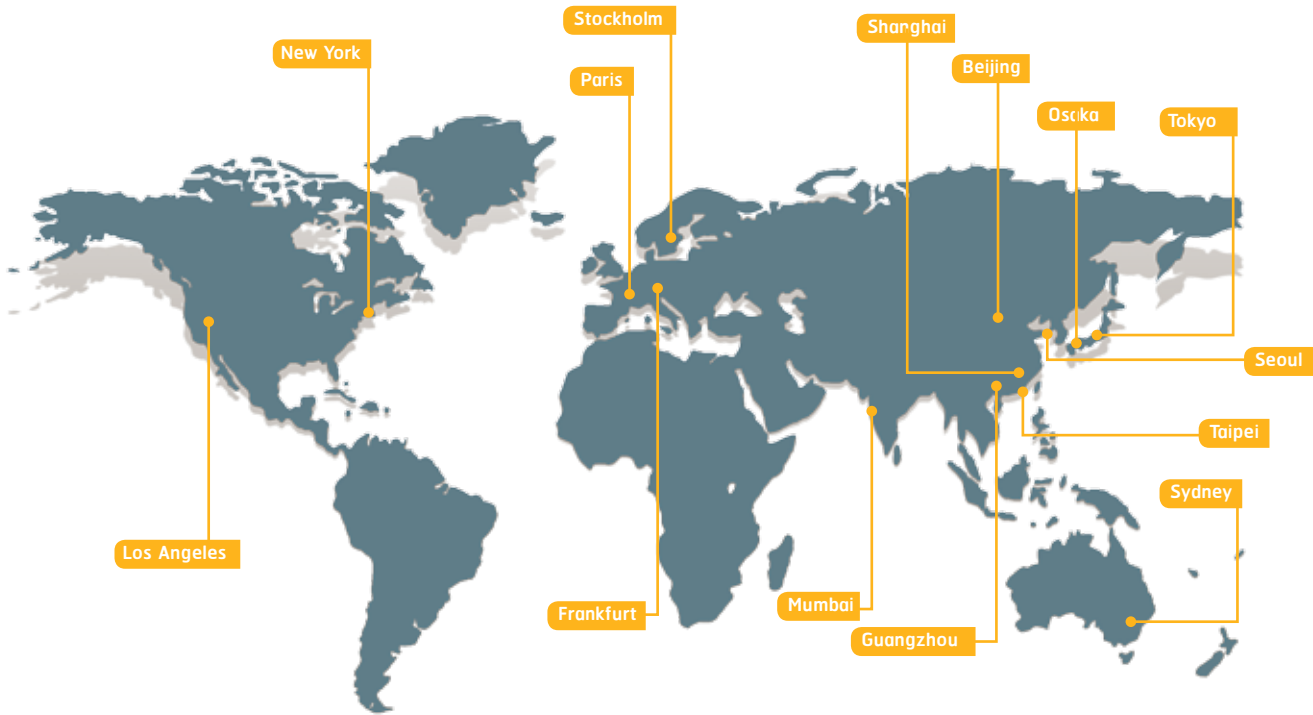 Stockholm
Shanghai
New York
Beijing
Paris
Osaka
Tokyo
Seoul
Taipei
Sydney
Los Angeles
Mumbai
Frankfurt
Guangzhou